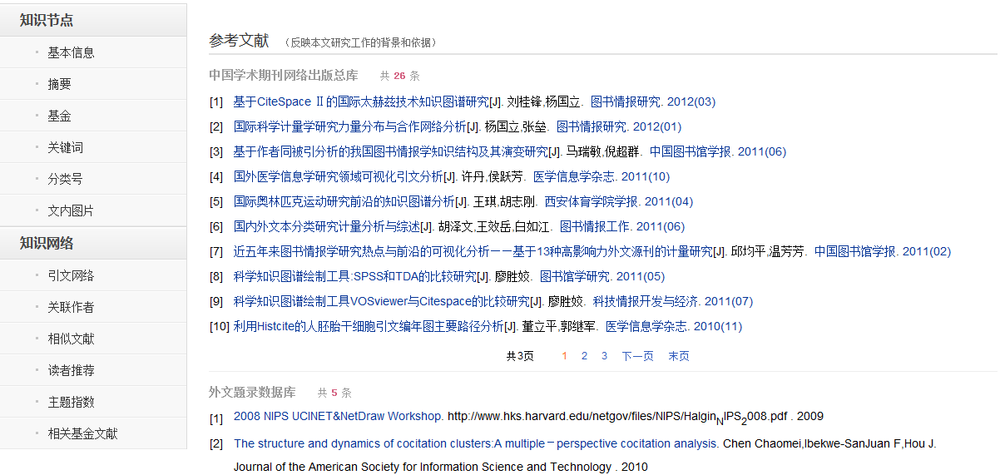 知识节点
基本信息
摘要
基金
关键词
分类号
文内图片
知识网络
引文网络
关联作者
相似文献
读者推荐
主题指数
相关基金文献
参考文献 （反映本文研究工作的背景和依据）
中国学术期刊网络出版总库 共 26 条
[1] 基于CiteSpace Ⅱ的国际太赫兹技术知识图谱研究[J]. 刘桂锋,杨国立. 图书情报研究. 2012(03)
[2] 国际科学计量学研究力量分布与合作网络分析[J]. 杨国立,张垒. 图书情报研究. 2012(01)
[3] 基于作者同被引分析的我国图书情报学知识结构及其演变研究[J]. 马瑞敏,倪超群. 中国图书馆学报. 2011(06)
[4] 国外医学信息学研究领域可视化引文分析[J]. 许丹,侯跃芳. 医学信息学杂志. 2011(10)
[5] 国际奥林匹克运动研究前沿的知识图谱分析[J]. 王琪,胡志刚. 西安体育学院学报. 2011(04)
[6] 国内外文本分类研究计量分析与综述[J]. 胡泽文,王效岳,白如江. 图书情报工作. 2011(06)
[7] 近五年来图书情报学研究热点与前沿的可视化分析——基于13种高影响力外文源刊的计量研究[J]. 邱均平,温芳芳. 中国图书馆学报. 2011(02)
[8] 科学知识图谱绘制工具:SPSS和TDA的比较研究[J]. 廖胜姣. 图书馆学研究. 2011(05)
[9] 科学知识图谱绘制工具VOSviewer与Citespace的比较研究[J]. 廖胜姣. 科技情报开发与经济. 2011(07)
[10] 利用Histcite的人胚胎干细胞引文编年图主要路径分析[J]. 董立平,郭继军. 医学信息学杂志. 2010(11)
共3页 1 2 3 下一页 末页
外文题录数据库 共 5 条
[1] 2008 NIPS UCINET&NetDraw Workshop. http://www.hks.harvard.edu/netgov/files/NIPS/HalginNIPS2008.pdf . 2009
[2] The structure and dynamics of cocitation clusters:A multiple－perspective cocitation analysis. Chen Chaomei,Ibekwe-SanJuan F,Hou J.
Journal of the American Society for Information Science and Technology . 2010